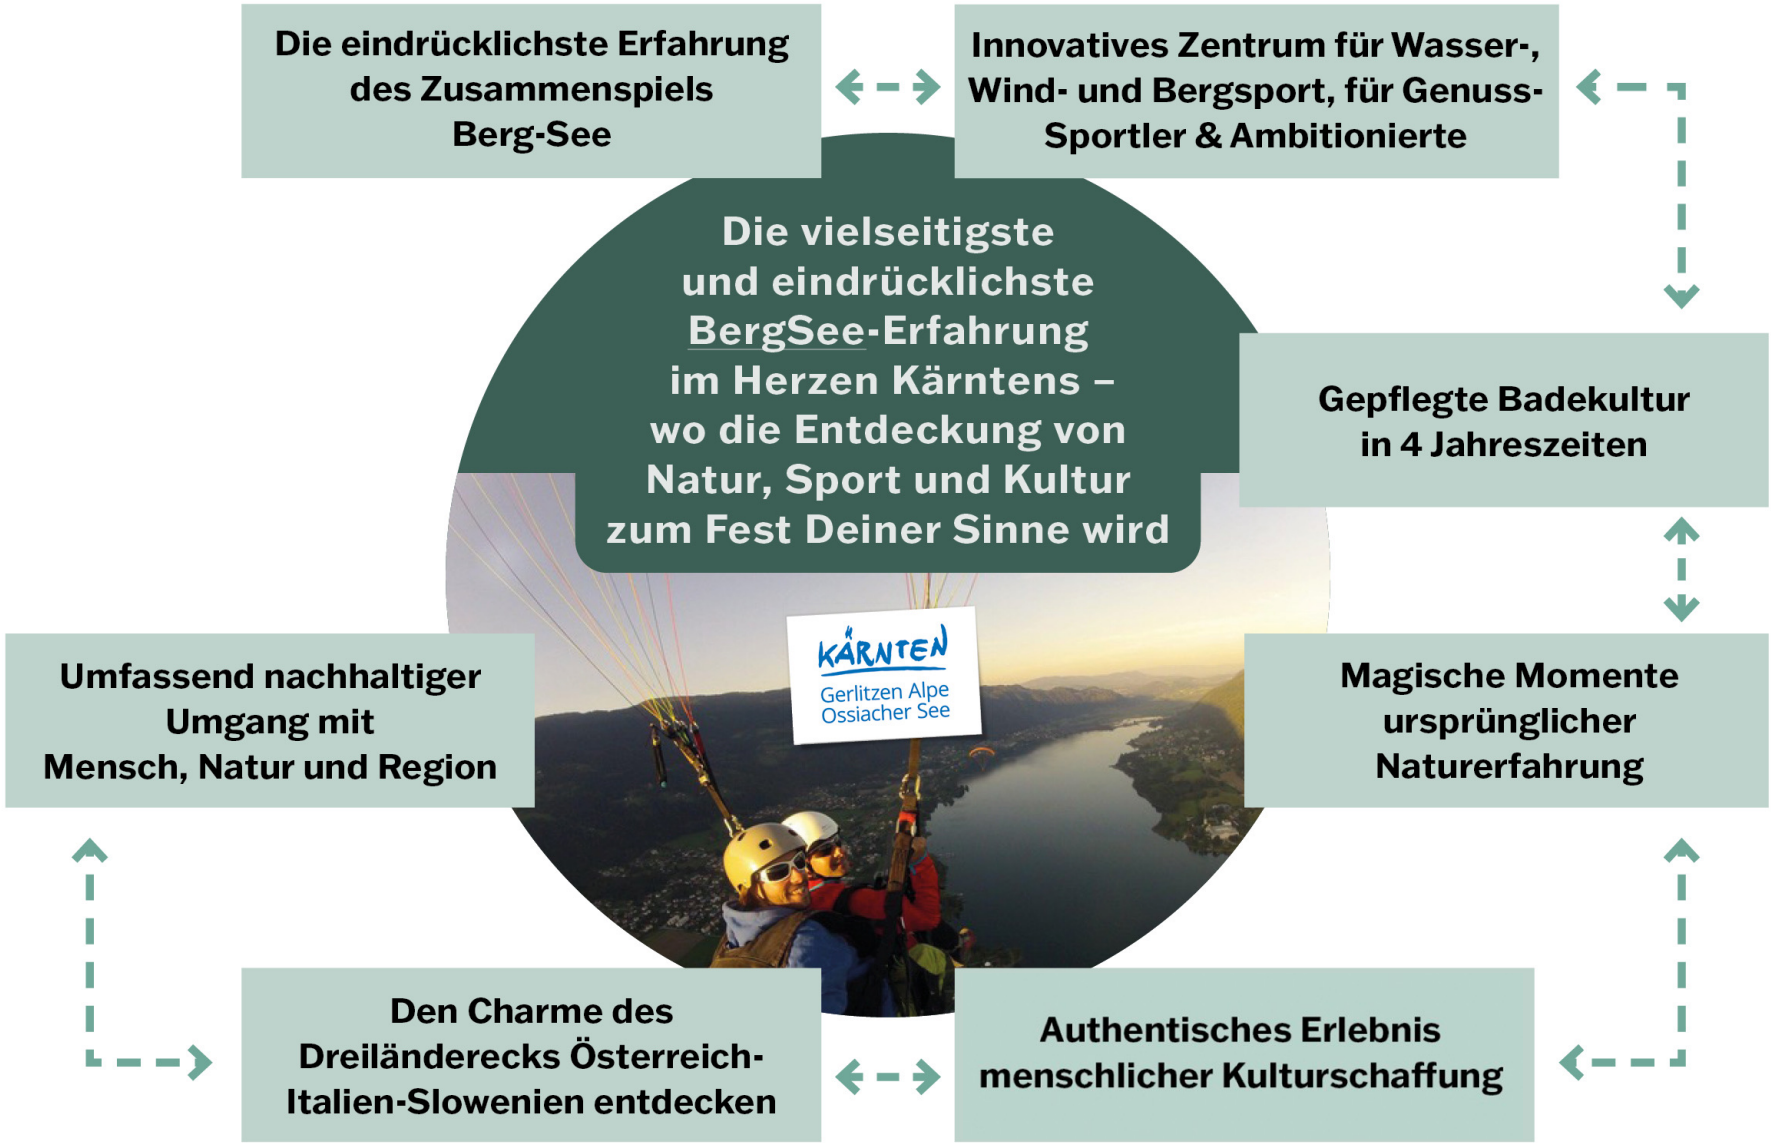 Die eindrücklichste Erfahrung
des Zusammenspiels
Berg-See
Innovatives Zentrum für Wasser-,
Wind- und Bergsport, für Genuss-
Sportler & Ambitionierte
Die vielseitigste
und eindrücklichste
BergSee-Erfahrung
im Herzen Kärntens –
wo die Entdeckung von
Natur, Sport und Kultur
zum Fest Deiner Sinne wird
Gepflegte Badekultur
in 4 Jahreszeiten
KÄRNTEN
Gerlitzen Alpe
Ossiacher See
Umfassend nachhaltiger
Umgang mit
Mensch, Natur und Region
Magische Momente
ursprünglicher
Naturerfahrung
Den Charme des
Dreiländerecks Österreich-
Italien-Slowenien entdecken
Authentisches Erlebnis
menschlicher Kulturschaffung